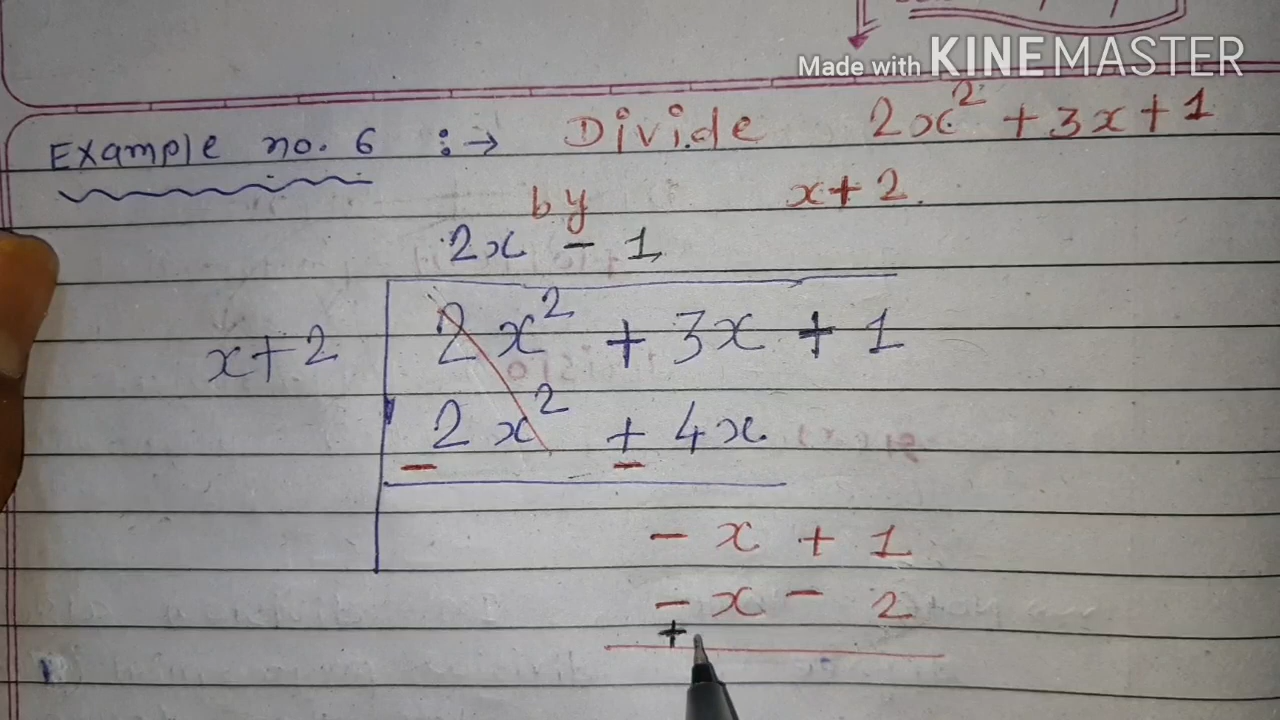 Made with KINEMASTER
Example no. 6 :→ Divide 2x² + 3x + 1
by x + 2.
2x - 1
x + 2 2x² + 3x + 1
2x² + 4x
- -
- x + 1
- x - 2
+